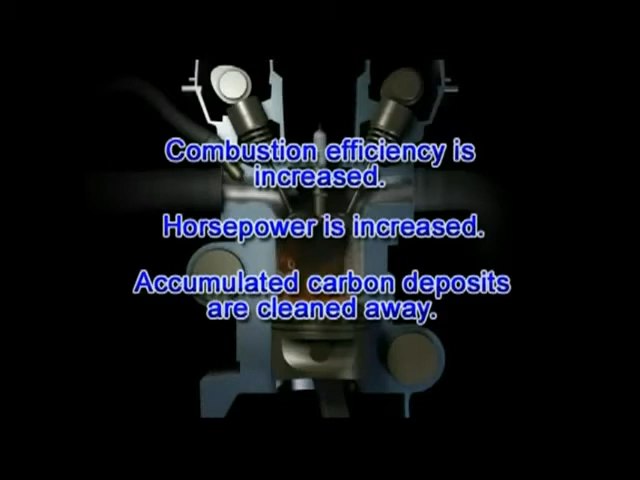 Combustion efficiency is
increased.
Horsepower is increased.
Accumulated carbon deposits
are cleaned away.